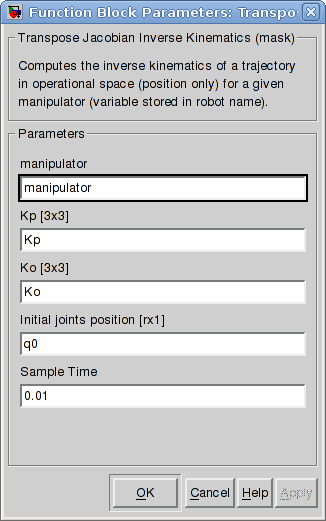 Function Block Parameters: Transpo
Transpose Jacobian Inverse Kinematics (mask)
Computes the inverse kinematics of a trajectory
in operational space (position only) for a given
manipulator (variable stored in robot name).
Parameters
manipulator
manipulator
Kp [3x3]
Kp
Ko [3x3]
Ko
Initial joints position [rx1]
q0
Sample Time
0.01
OK Cancel Help Apply